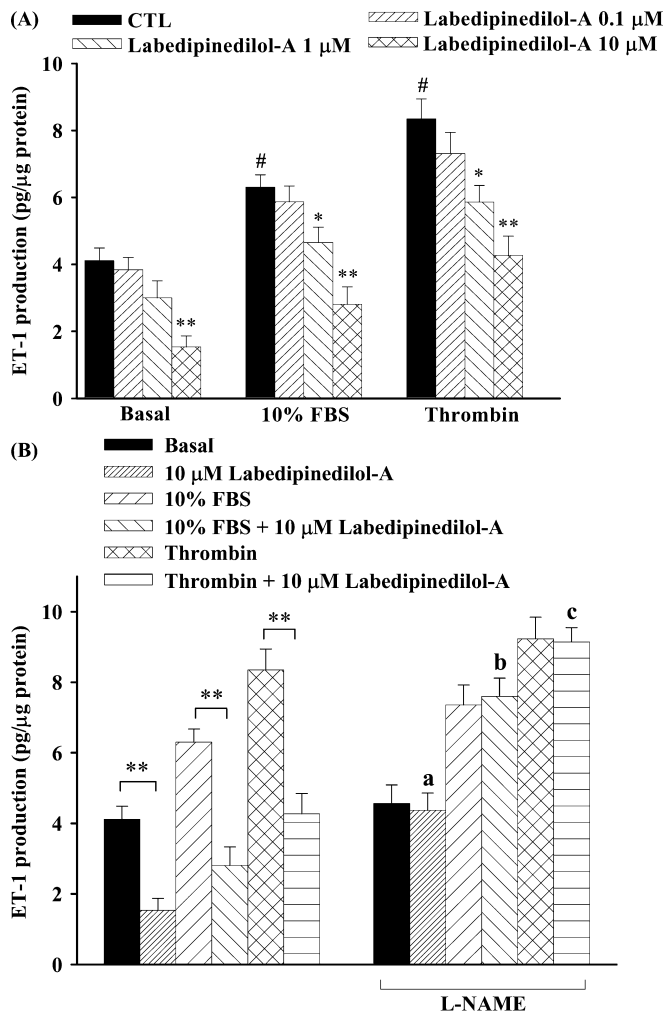 (A)
CTL
Labedipinedilol-A 0.1 μM
Labedipinedilol-A 1 μM
Labedipinedilol-A 10 μM
ET-1 production (pg/μg protein)
10
8
6
4
2
0
#
#
*
**
*
**
**
Basal
10% FBS
Thrombin
(B)
Basal
10 μM Labedipinedilol-A
10% FBS
10% FBS + 10 μM Labedipinedilol-A
Thrombin
Thrombin + 10 μM Labedipinedilol-A
ET-1 production (pg/μg protein)
10
8
6
4
2
0
**
**
**
a
b
c
L-NAME